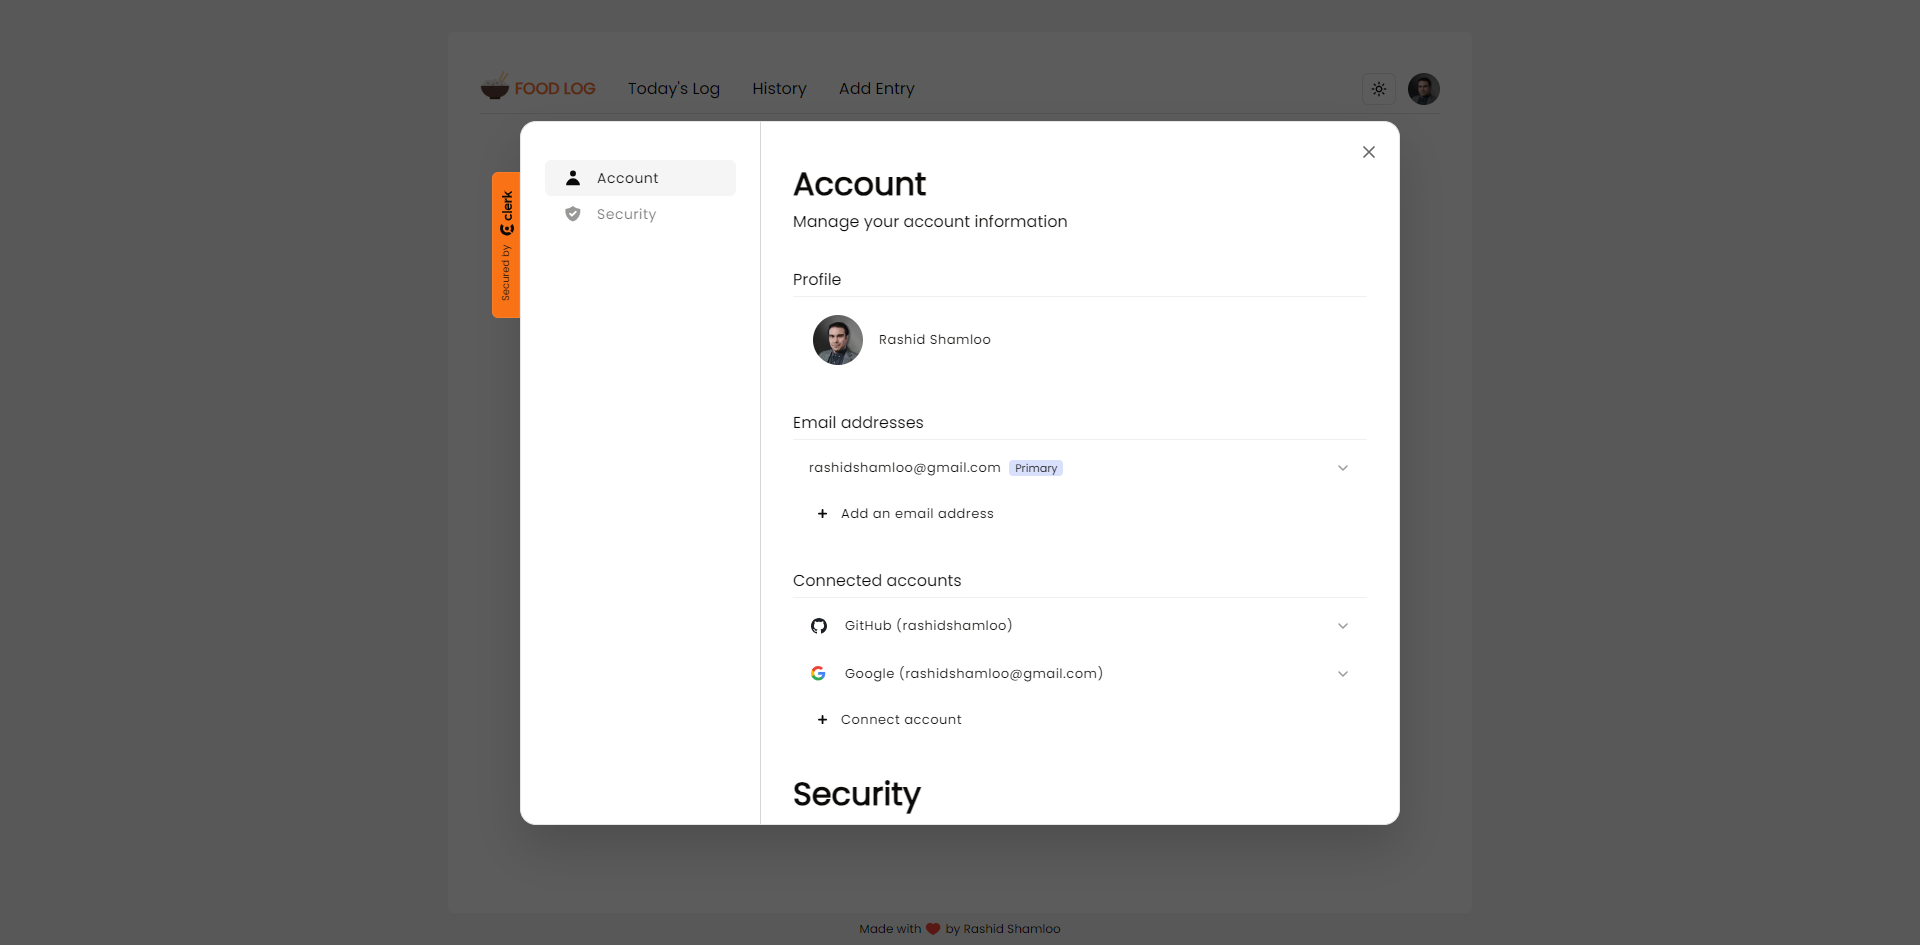 FOOD LOG
Today's Log
History
Add Entry
Secured by clerk
Account
Security
Account
Manage your account information
Profile
Rashid Shamloo
Email addresses
rashidshamloo@gmail.com Primary
+ Add an email address
Connected accounts
GitHub (rashidshamloo)
Google (rashidshamloo@gmail.com)
+ Connect account
Security
Made with ❤️ by Rashid Shamloo